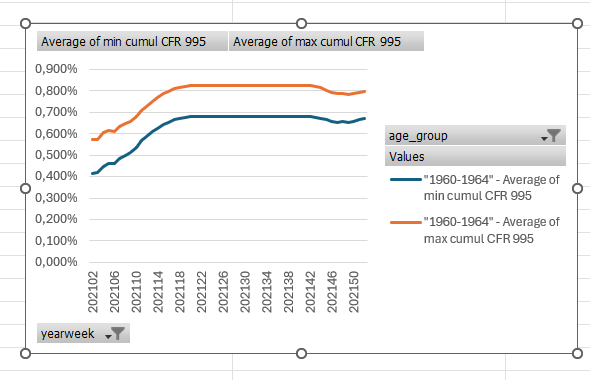 Average of min cumul CFR 995
Average of max cumul CFR 995
0,900%
0,800%
0,700%
0,600%
0,500%
0,400%
0,300%
0,200%
0,100%
0,000%
202102
202106
202110
202114
202118
202122
202126
202130
202134
202138
202142
202146
202150
age_group
Values
"1960-1964" - Average of
min cumul CFR 995
"1960-1964" - Average of
max cumul CFR 995
yearweek